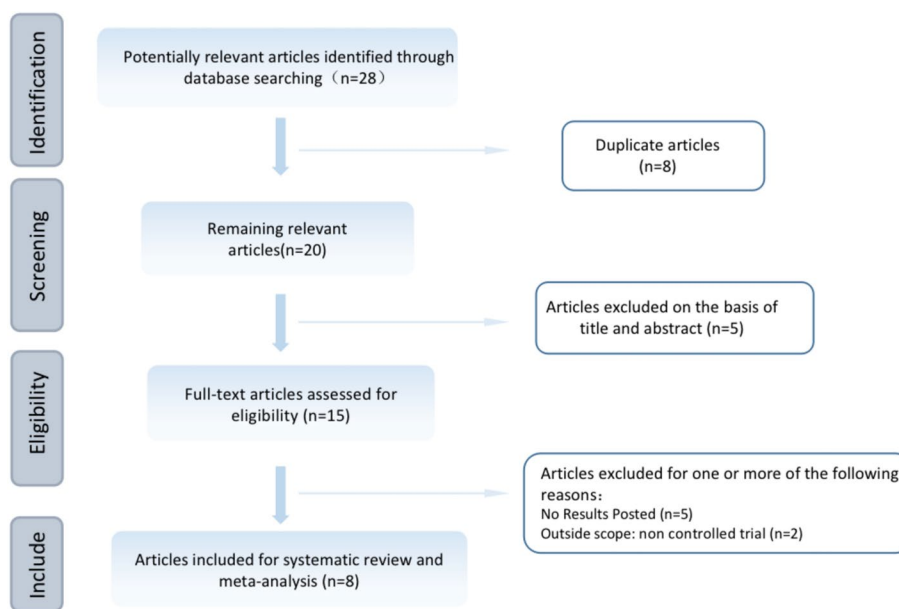 Identification
Potentially relevant articles identified through
database searching（n=28）
Duplicate articles
(n=8)
Screening
Remaining relevant
articles(n=20)
Articles excluded on the basis of
title and abstract (n=5)
Eligibility
Full-text articles assessed for
eligibility (n=15)
Articles excluded for one or more of the following
reasons：
No Results Posted (n=5)
Outside scope: non controlled trial (n=2)
Include
Articles included for systematic review and
meta-analysis (n=8)